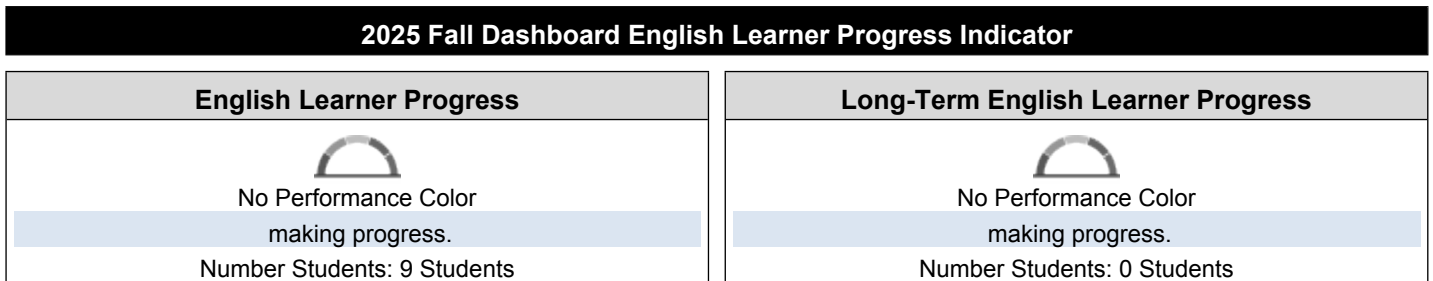 2025 Fall Dashboard English Learner Progress Indicator
English Learner Progress
No Performance Color
making progress.
Number Students: 9 Students
Long-Term English Learner Progress
No Performance Color
making progress.
Number Students: 0 Students